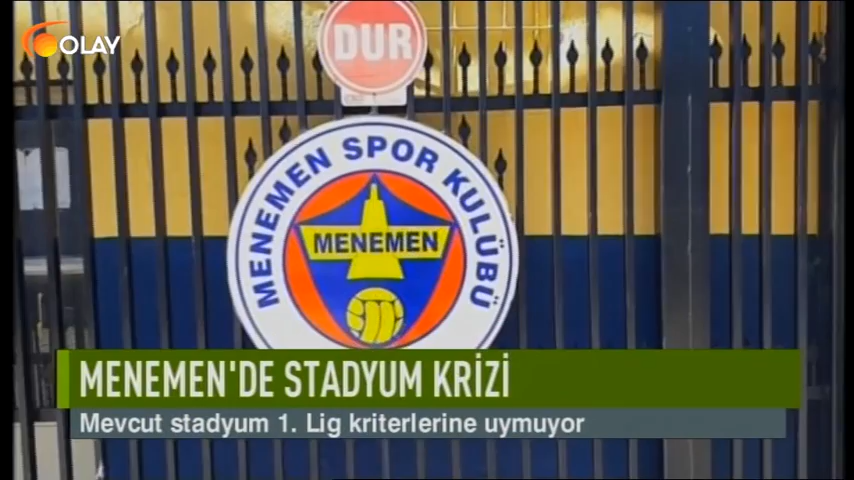 OLAY
DUR
MENEMEN SPOR KULÜBÜ
MENEMEN
MENEMEN'DE STADYUM KRİZİ
Mevcut stadyum 1. Lig kriterlerine uymuyor